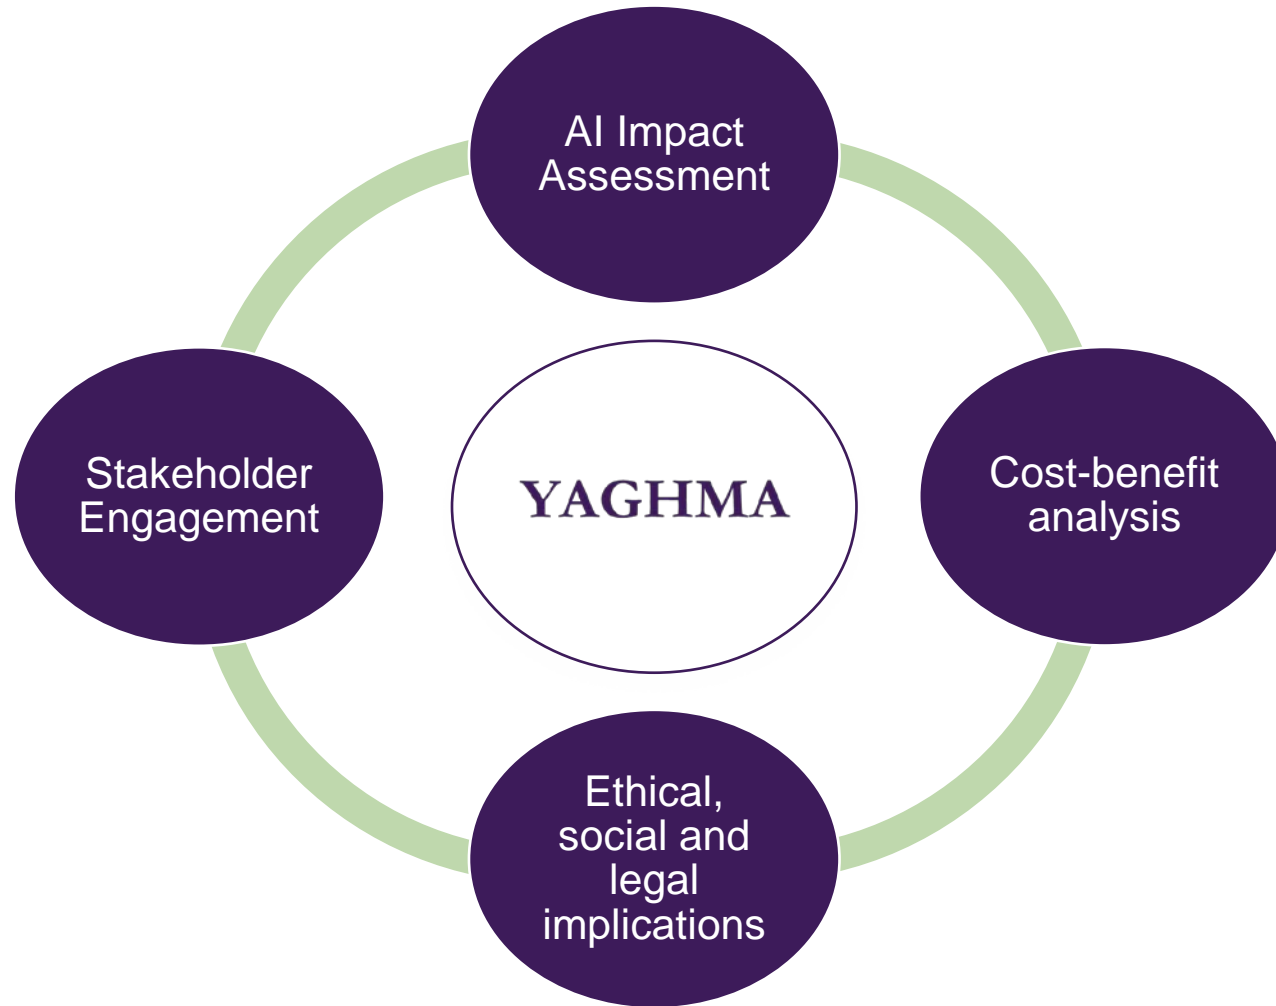 AI Impact
Assessment
Stakeholder
Engagement
YAGHMA
Cost-benefit
analysis
Ethical,
social and
legal
implications